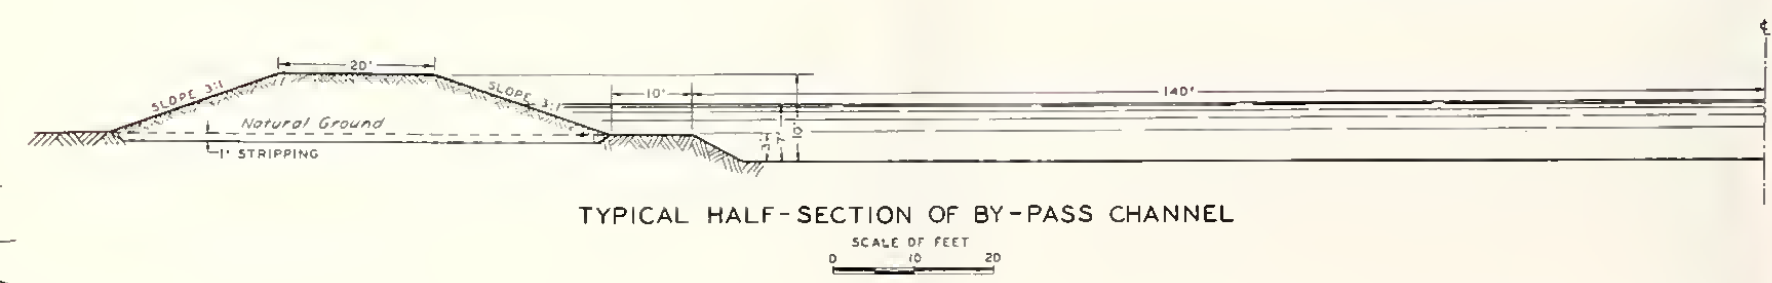 ℄
20'
SLOPE 3:1
SLOPE 3:1
10'
140'
Natural Ground
1' STRIPPING
3'
7'
10'
TYPICAL HALF-SECTION OF BY-PASS CHANNEL
SCALE OF FEET
0 10 20